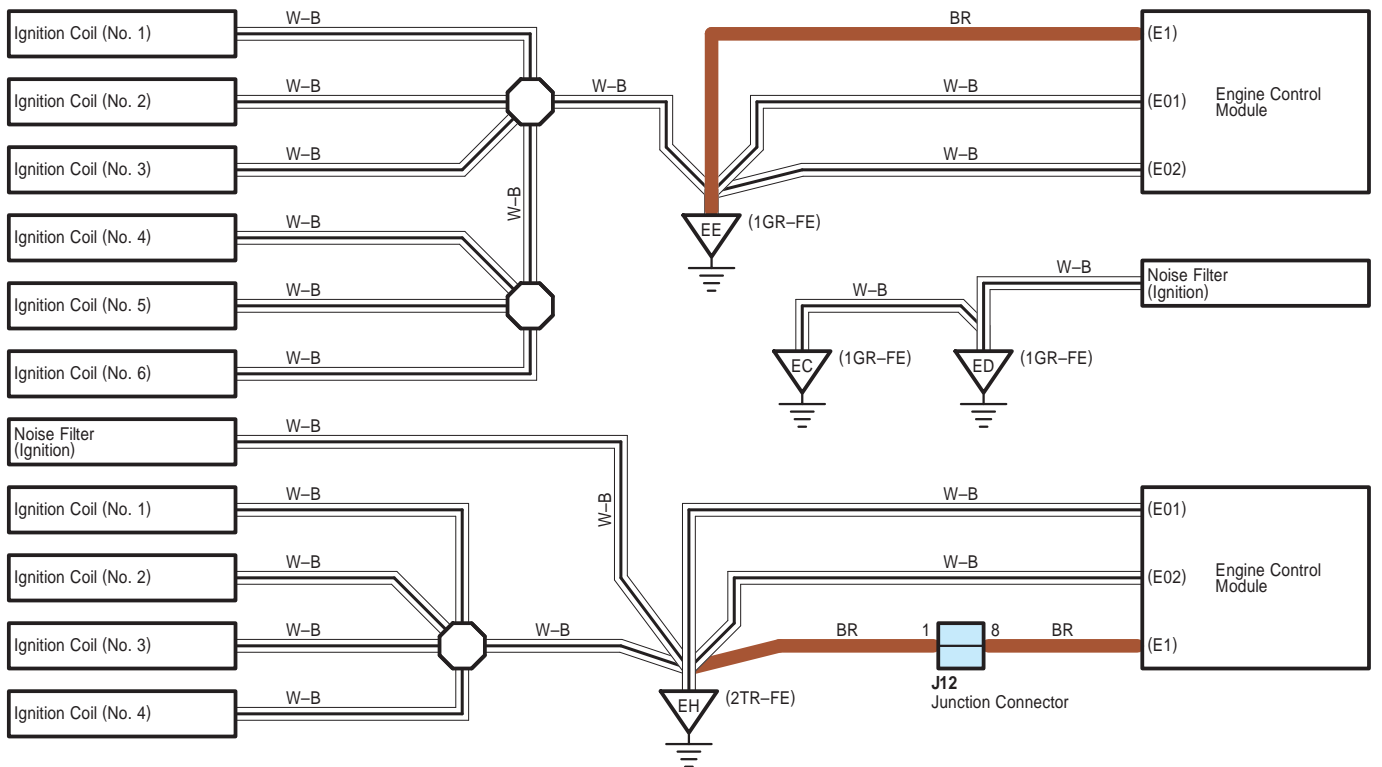 W–B
BR
Ignition Coil (No. 1)
(E1)
W–B
W–B
W–B
Ignition Coil (No. 2)
(E01)
Engine Control
Module
W–B
W–B
Ignition Coil (No. 3)
(E02)
W–B
W–B
Ignition Coil (No. 4)
EE
(1GR–FE)
W–B
W–B
Noise Filter
(Ignition)
Ignition Coil (No. 5)
W–B
W–B
Ignition Coil (No. 6)
EC
(1GR–FE)
ED
(1GR–FE)
W–B
Noise Filter
(Ignition)
W–B
W–B
W–B
Ignition Coil (No. 1)
(E01)
W–B
W–B
Ignition Coil (No. 2)
(E02)
Engine Control
Module
W–B
W–B
BR
1
8
BR
Ignition Coil (No. 3)
(E1)
W–B
J12
Junction Connector
Ignition Coil (No. 4)
EH
(2TR–FE)